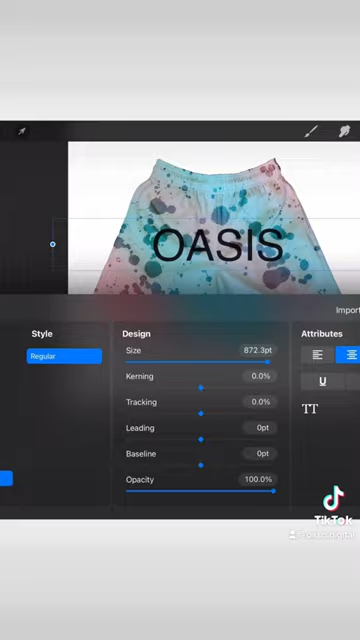 OASIS
Import
Style
Design
Attributes
Regular
Size
872.3pt
Kerning
0.0%
Tracking
0.0%
U
Leading
0pt
TT
Baseline
0pt
Opacity
100.0%
TikTok